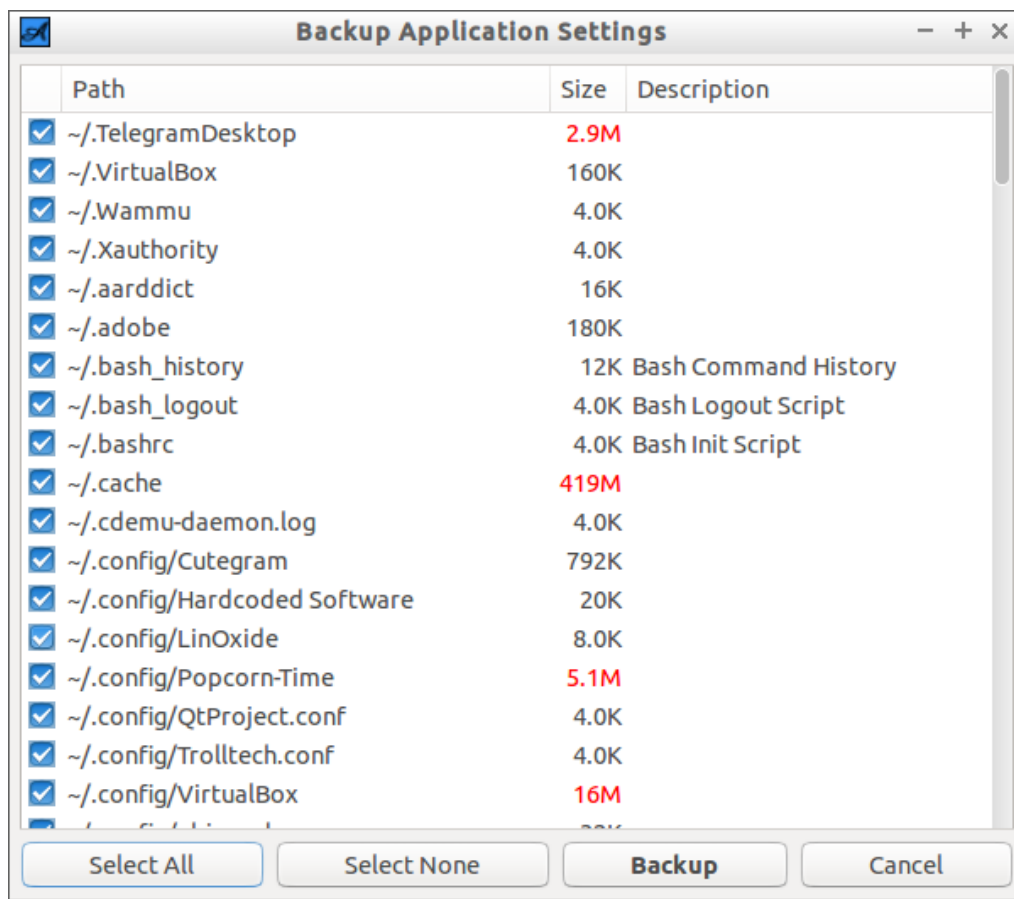 Backup Application Settings
Path Size Description
~/.TelegramDesktop 2.9M
~/.VirtualBox 160K
~/.Wammu 4.0K
~/.Xauthority 4.0K
~/.aarddict 16K
~/.adobe 180K
~/.bash_history 12K Bash Command History
~/.bash_logout 4.0K Bash Logout Script
~/.bashrc 4.0K Bash Init Script
~/.cache 419M
~/.cdemu-daemon.log 4.0K
~/.config/Cutegram 792K
~/.config/Hardcoded Software 20K
~/.config/LinOxide 8.0K
~/.config/Popcorn-Time 5.1M
~/.config/QtProject.conf 4.0K
~/.config/Trolltech.conf 4.0K
~/.config/VirtualBox 16M
Select All Select None Backup Cancel